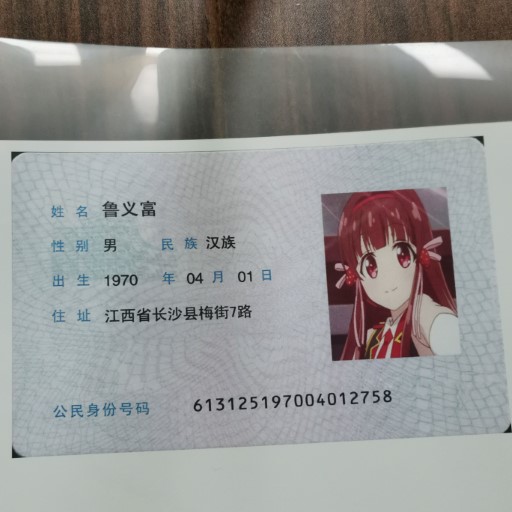 姓名 鲁义富
性别 男 民族 汉族
出生 1970 年 04 月 01 日
住址 江西省长沙县梅街7路
公民身份号码 613125197004012758